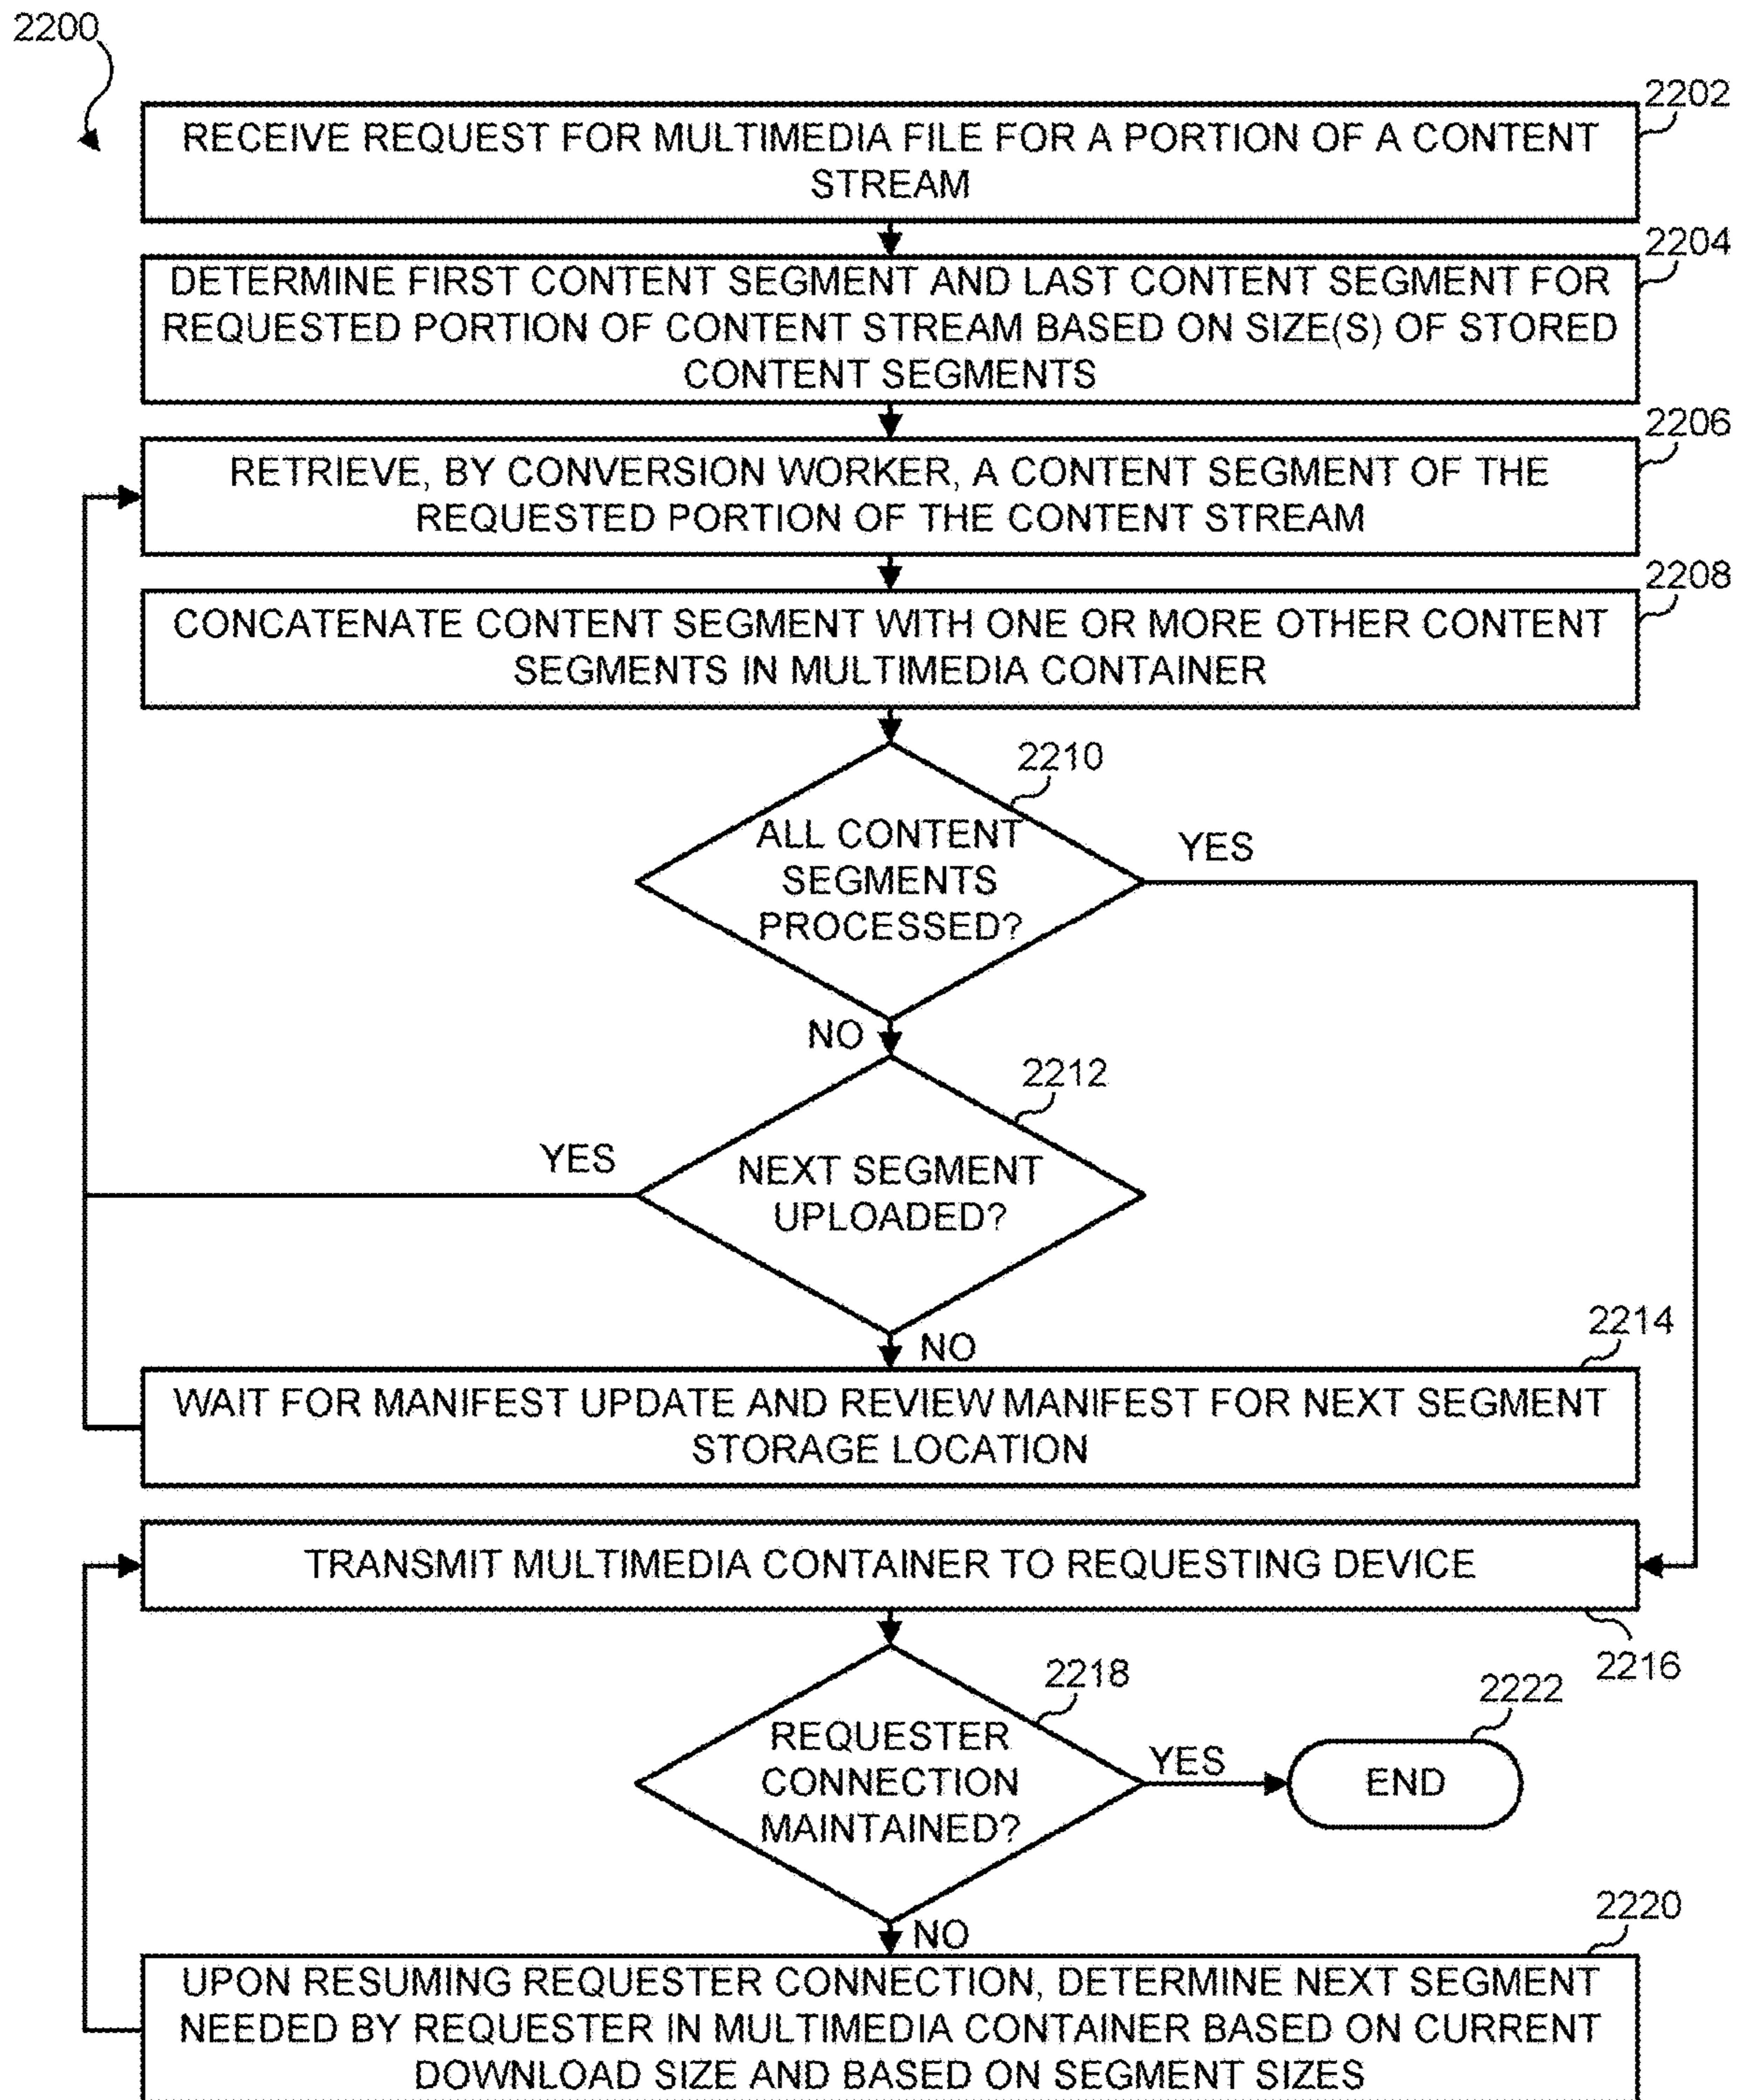 2200
2202
RECEIVE REQUEST FOR MULTIMEDIA FILE FOR A PORTION OF A CONTENT
STREAM
2204
DETERMINE FIRST CONTENT SEGMENT AND LAST CONTENT SEGMENT FOR
REQUESTED PORTION OF CONTENT STREAM BASED ON SIZE(S) OF STORED
CONTENT SEGMENTS
2206
RETRIEVE, BY CONVERSION WORKER, A CONTENT SEGMENT OF THE
REQUESTED PORTION OF THE CONTENT STREAM
2208
CONCATENATE CONTENT SEGMENT WITH ONE OR MORE OTHER CONTENT
SEGMENTS IN MULTIMEDIA CONTAINER
2210
ALL CONTENT
SEGMENTS
PROCESSED?
YES
NO
2212
NEXT SEGMENT
UPLOADED?
YES
NO
2214
WAIT FOR MANIFEST UPDATE AND REVIEW MANIFEST FOR NEXT SEGMENT
STORAGE LOCATION
TRANSMIT MULTIMEDIA CONTAINER TO REQUESTING DEVICE
2216
2218
REQUESTER
CONNECTION
MAINTAINED?
YES
2222
END
NO
2220
UPON RESUMING REQUESTER CONNECTION, DETERMINE NEXT SEGMENT
NEEDED BY REQUESTER IN MULTIMEDIA CONTAINER BASED ON CURRENT
DOWNLOAD SIZE AND BASED ON SEGMENT SIZES